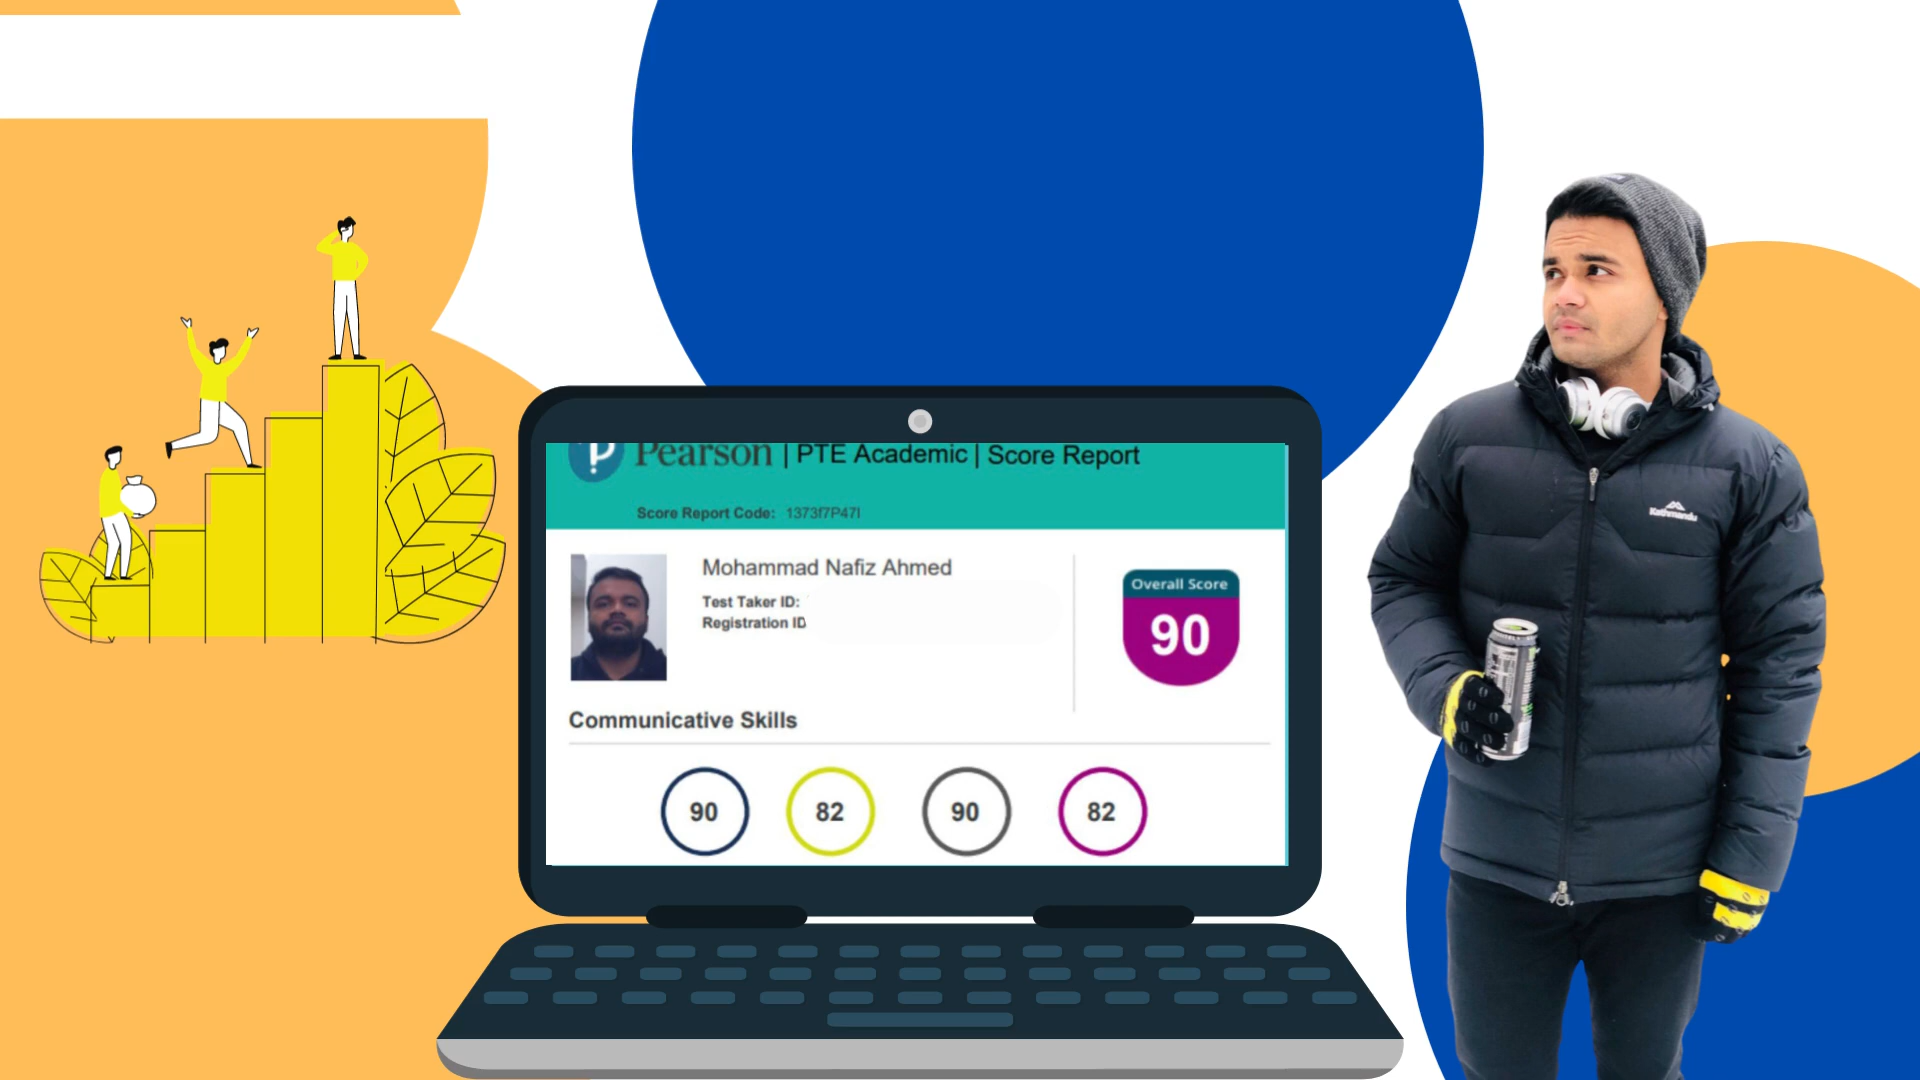 Pearson | PTE Academic | Score Report
Score Report Code: 1373f7P47I
Mohammad Nafiz Ahmed
Test Taker ID:
Registration ID
Overall Score
90
Communicative Skills
90 82 90 82
Kathmandu